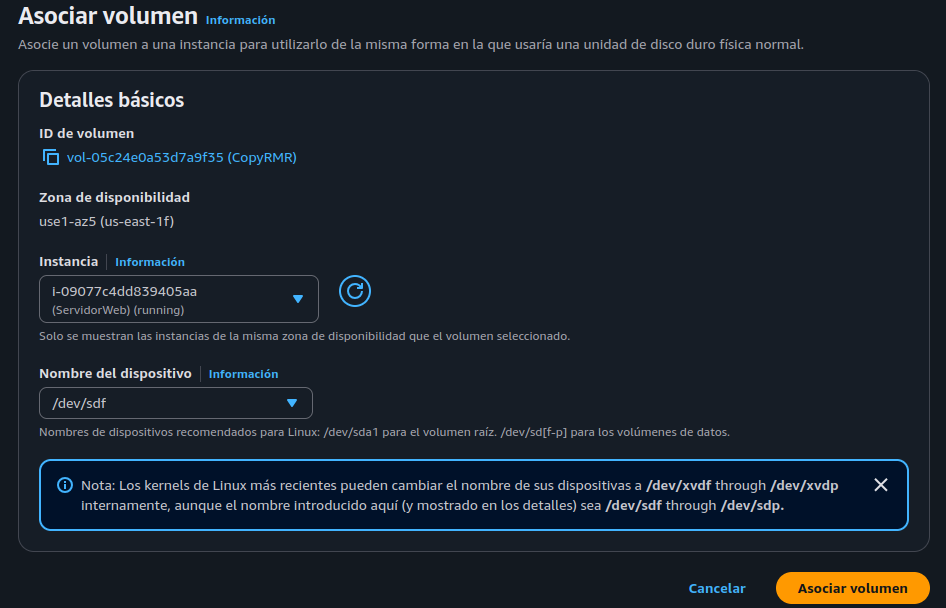 Asociar volumen Información
Asocie un volumen a una instancia para utilizarlo de la misma forma en la que usaría una unidad de disco duro física normal.
Detalles básicos
ID de volumen
vol-05c24e0a53d7a9f35 (CopyRMR)
Zona de disponibilidad
use1-az5 (us-east-1f)
Instancia Información
i-09077c4dd839405aa
(ServidorWeb) (running)
Solo se muestran las instancias de la misma zona de disponibilidad que el volumen seleccionado.
Nombre del dispositivo Información
/dev/sdf
Nombres de dispositivos recomendados para Linux: /dev/sda1 para el volumen raíz. /dev/sd[f-p] para los volúmenes de datos.
Nota: Los kernels de Linux más recientes pueden cambiar el nombre de sus dispositivas a /dev/xvdf through /dev/xvdp
internamente, aunque el nombre introducido aquí (y mostrado en los detalles) sea /dev/sdf through /dev/sdp.
Cancelar Asociar volumen